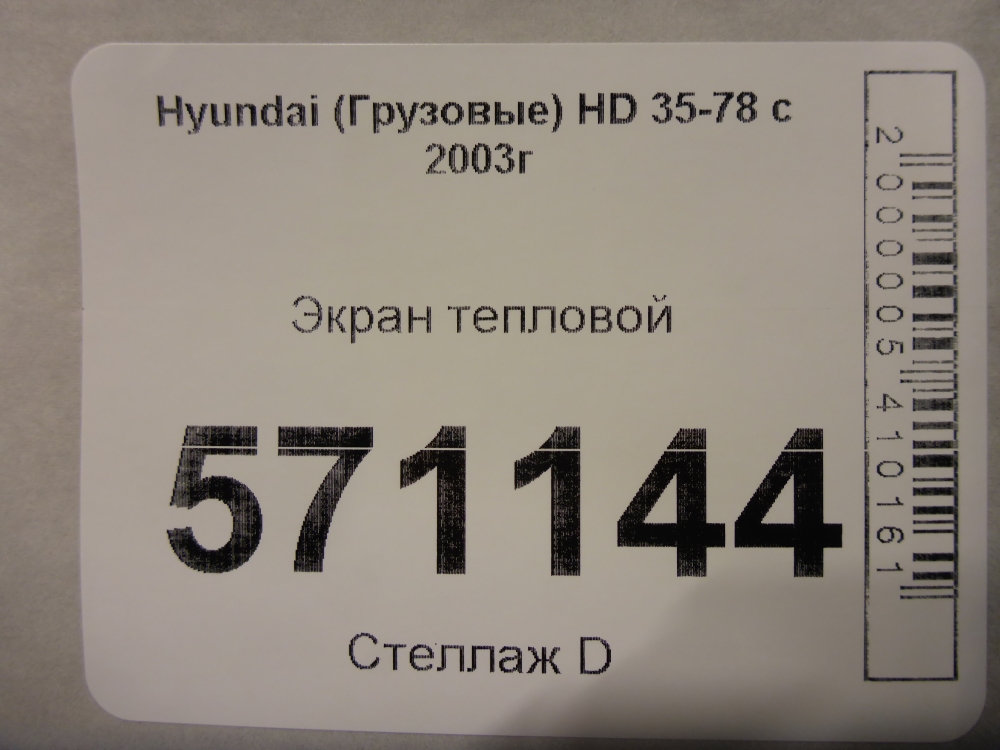 Hyundai (Грузовые) HD 35-78 с
2003г
Экран тепловой
571144
Стеллаж D
2000005410161